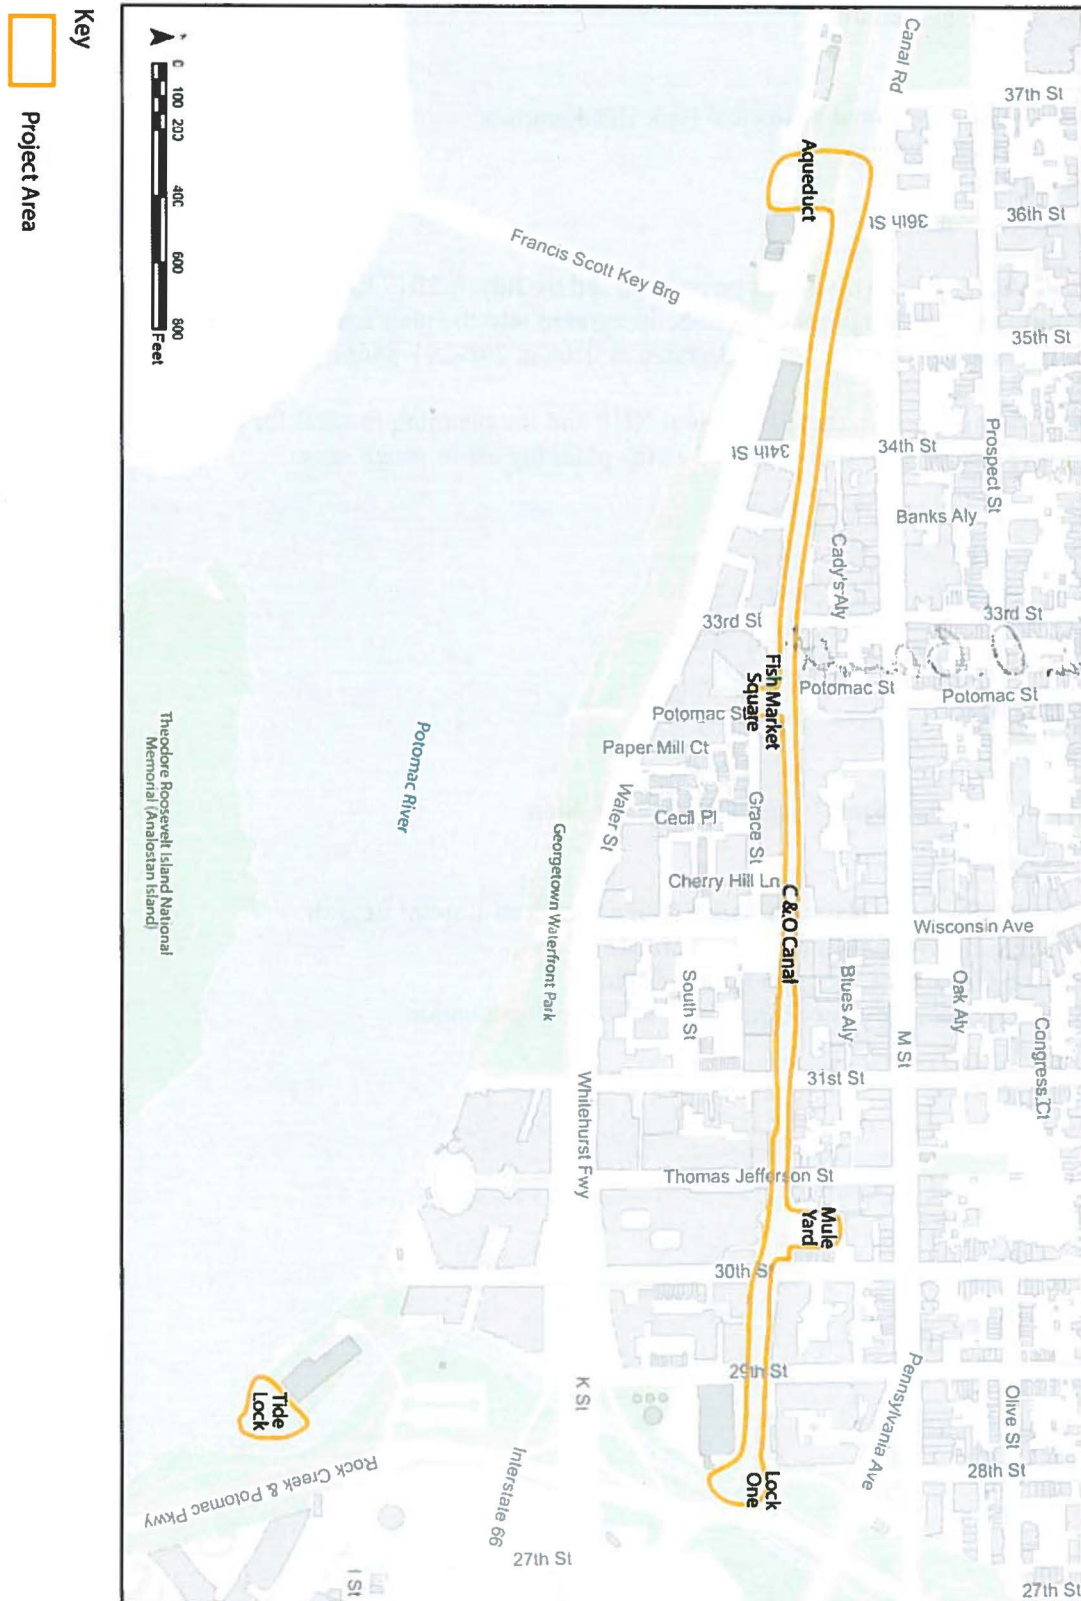 Key
Project Area
0 100 200 400 600 800
Feet
Canal Rd
37th St
36th St
36th St
35th St
Aqueduct
Francis Scott Key Brg
34th St
34th St
Prospect St
Banks Aly
Cady's Aly
33rd St
33rd St
Fish Market
Square
Potomac St
Potomac St
Potomac St
Paper Mill Ct
Water St
Cecil Pl
Grace St
Cherry Hill Ln
C & O Canal
Wisconsin Ave
Potomac River
Georgetown Waterfront Park
Theodore Roosevelt Island National
Memorial (Analostan Island)
South St
Blues Aly
Oak Aly
Congress Ct
M St
31st St
Whitehurst Fwy
Thomas Jefferson St
Mule
Yard
30th St
29th St
K St
Pennsylvania Ave
Olive St
28th St
Lock
One
Tide
Lock
Rock Creek & Potomac Pkwy
Interstate 66
27th St
27th St
I St